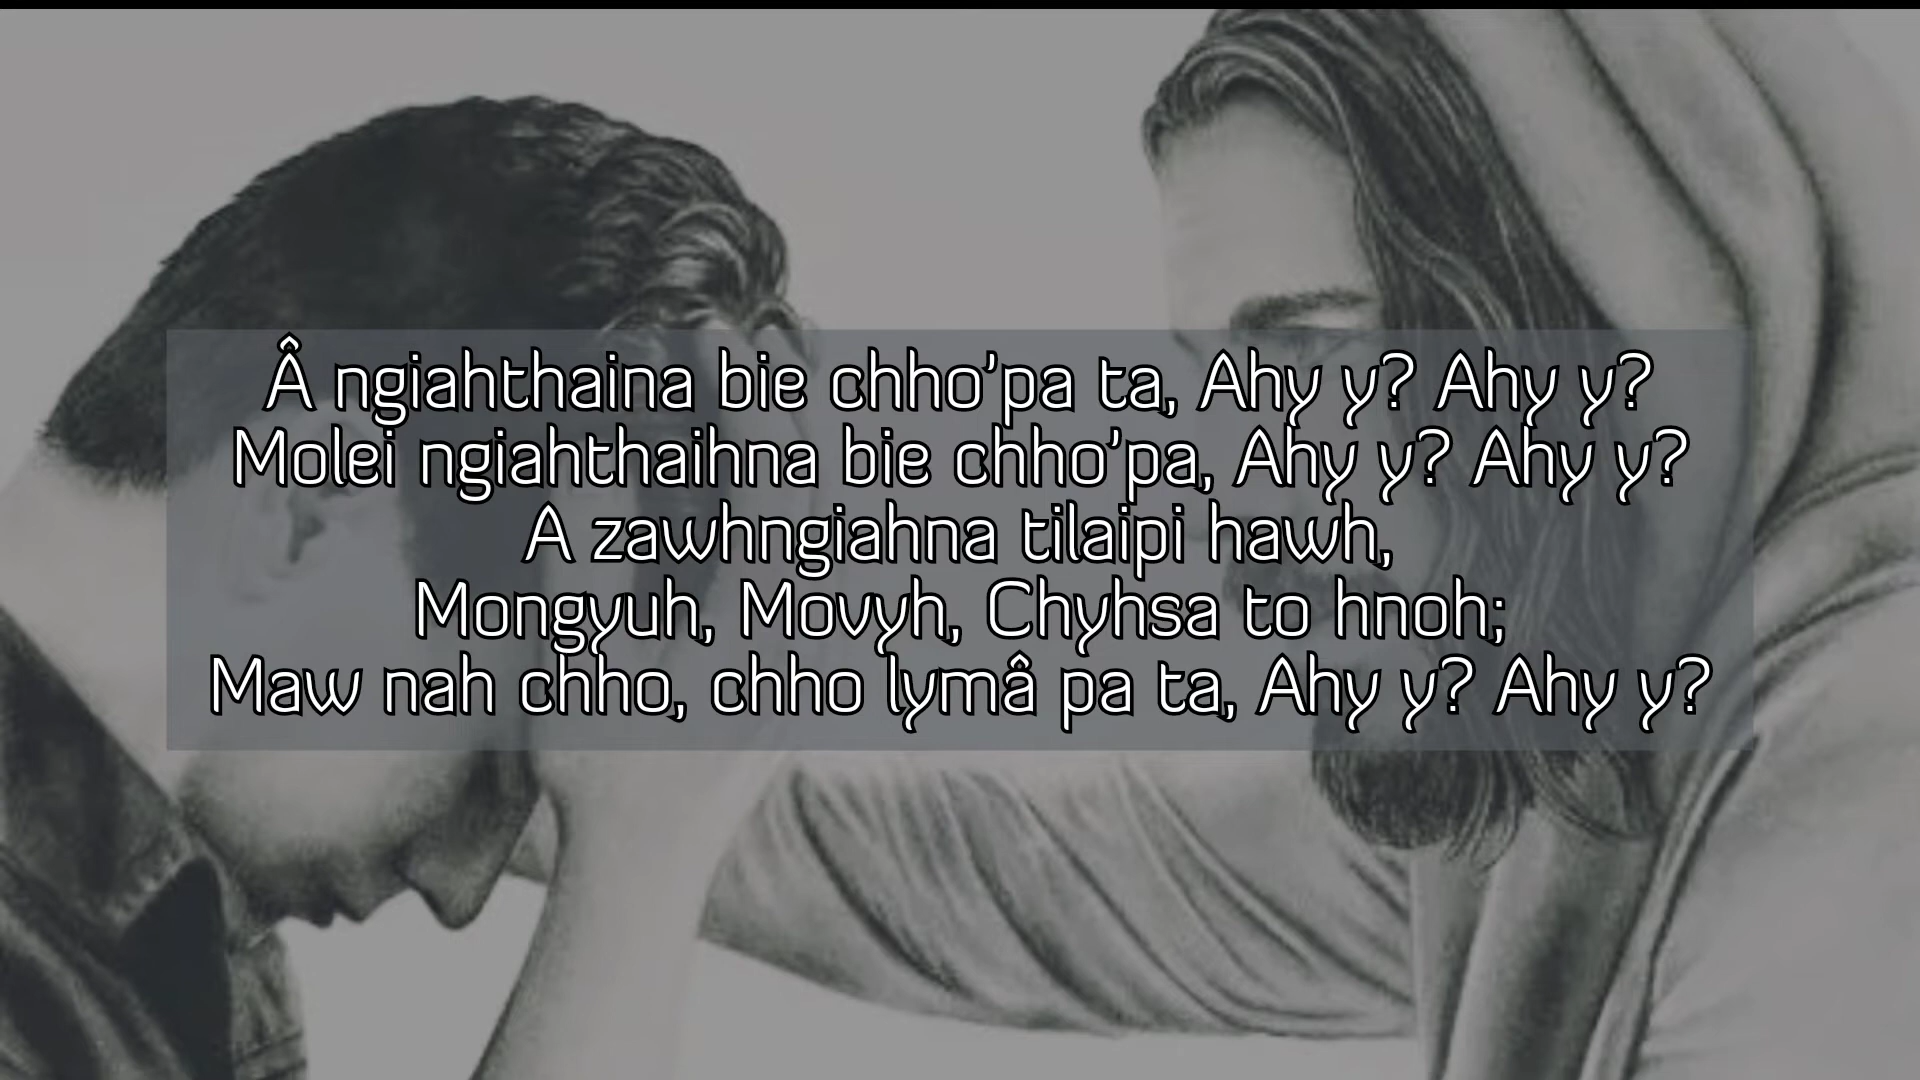 Â ngiahthaina bie chho’pa ta, Ahy y? Ahy y?
Molei ngiahthaihna bie chho’pa, Ahy y? Ahy y?
A zawhngiahna tilaipi hawh,
Mongyuh, Movyh, Chyhsa to hnoh;
Maw nah chho, chho lymâ pa ta, Ahy y? Ahy y?